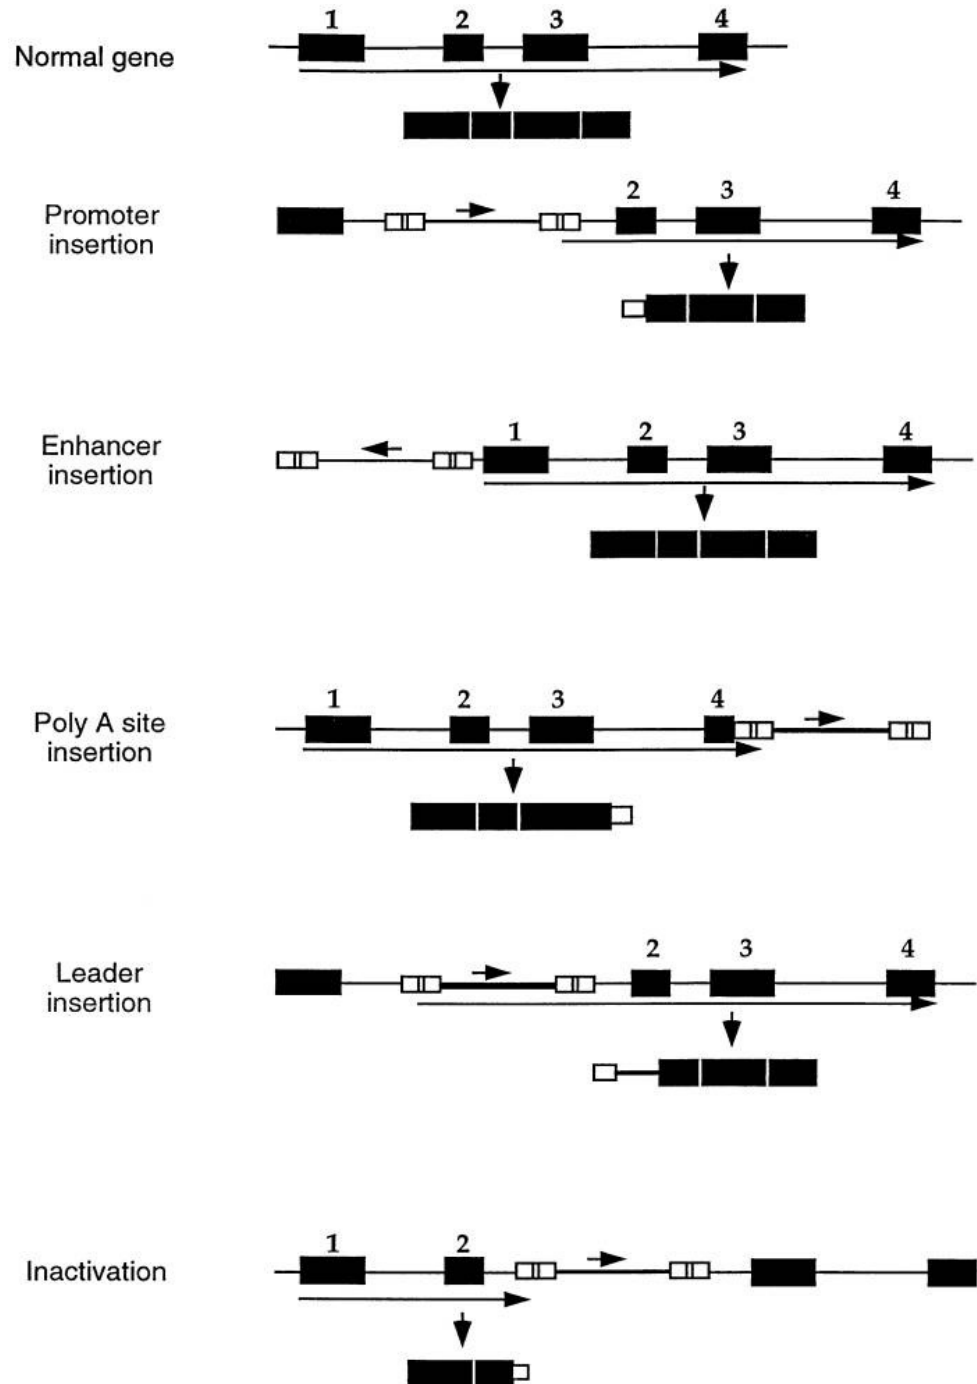 1 2 3 4
Normal gene
2 3 4
Promoter
insertion
1 2 3 4
Enhancer
insertion
1 2 3 4
Poly A site
insertion
2 3 4
Leader
insertion
1 2
Inactivation